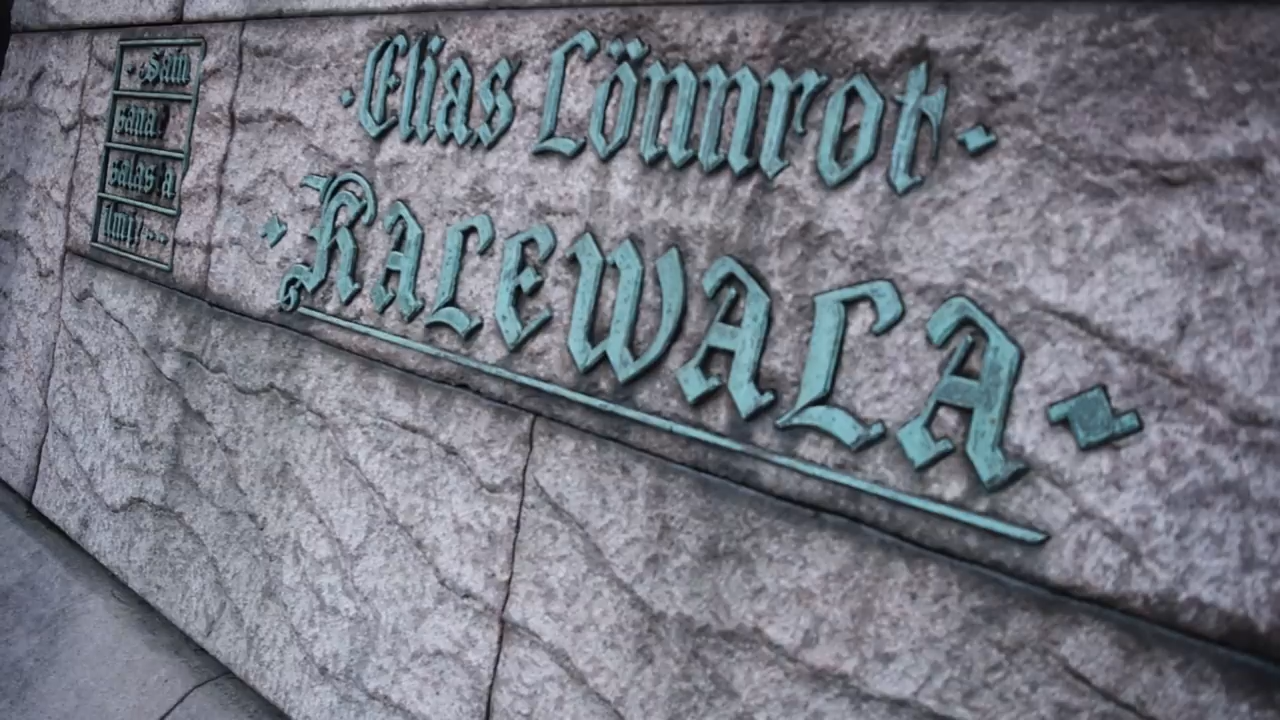 · Sain
sanat
ilmi!
· Elias Lönnrot ·
· KALEWALA ·